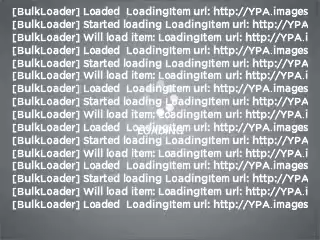 [BulkLoader] Loaded  LoadingItem url: http://YPA.images
[BulkLoader] Started loading LoadingItem url: http://YPA
[BulkLoader] Will load item: LoadingItem url: http://YPA.i
[BulkLoader] Loaded  LoadingItem url: http://YPA.images
[BulkLoader] Started loading LoadingItem url: http://YPA
[BulkLoader] Will load item: LoadingItem url: http://YPA.i
[BulkLoader] Loaded  LoadingItem url: http://YPA.images
[BulkLoader] Started loading LoadingItem url: http://YPA
[BulkLoader] Will load item: LoadingItem url: http://YPA.i
[BulkLoader] Loaded  LoadingItem url: http://YPA.images
LOADING
[BulkLoader] Started loading LoadingItem url: http://YPA
[BulkLoader] Will load item: LoadingItem url: http://YPA.i
[BulkLoader] Loaded  LoadingItem url: http://YPA.images
[BulkLoader] Started loading LoadingItem url: http://YPA
[BulkLoader] Will load item: LoadingItem url: http://YPA.i
[BulkLoader] Loaded  LoadingItem url: http://YPA.images